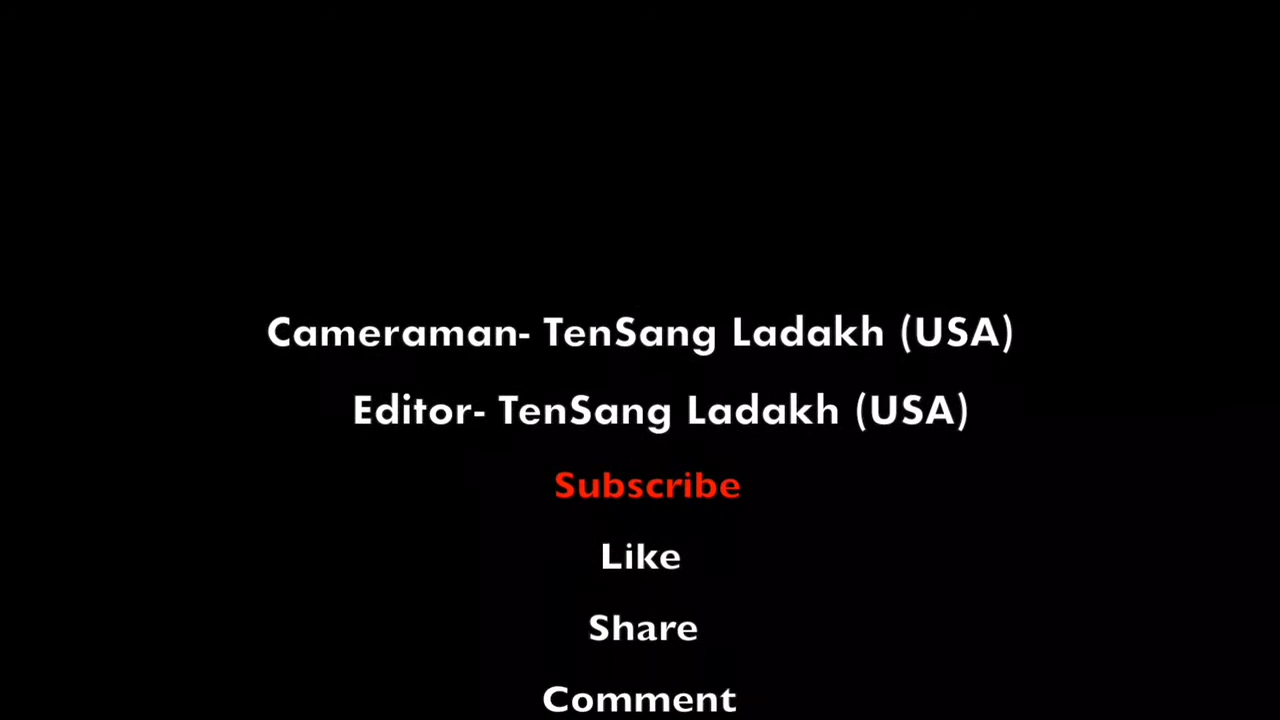 Cameraman- TenSang Ladakh (USA)
Editor- TenSang Ladakh (USA)
Subscribe
Like
Share
Comment